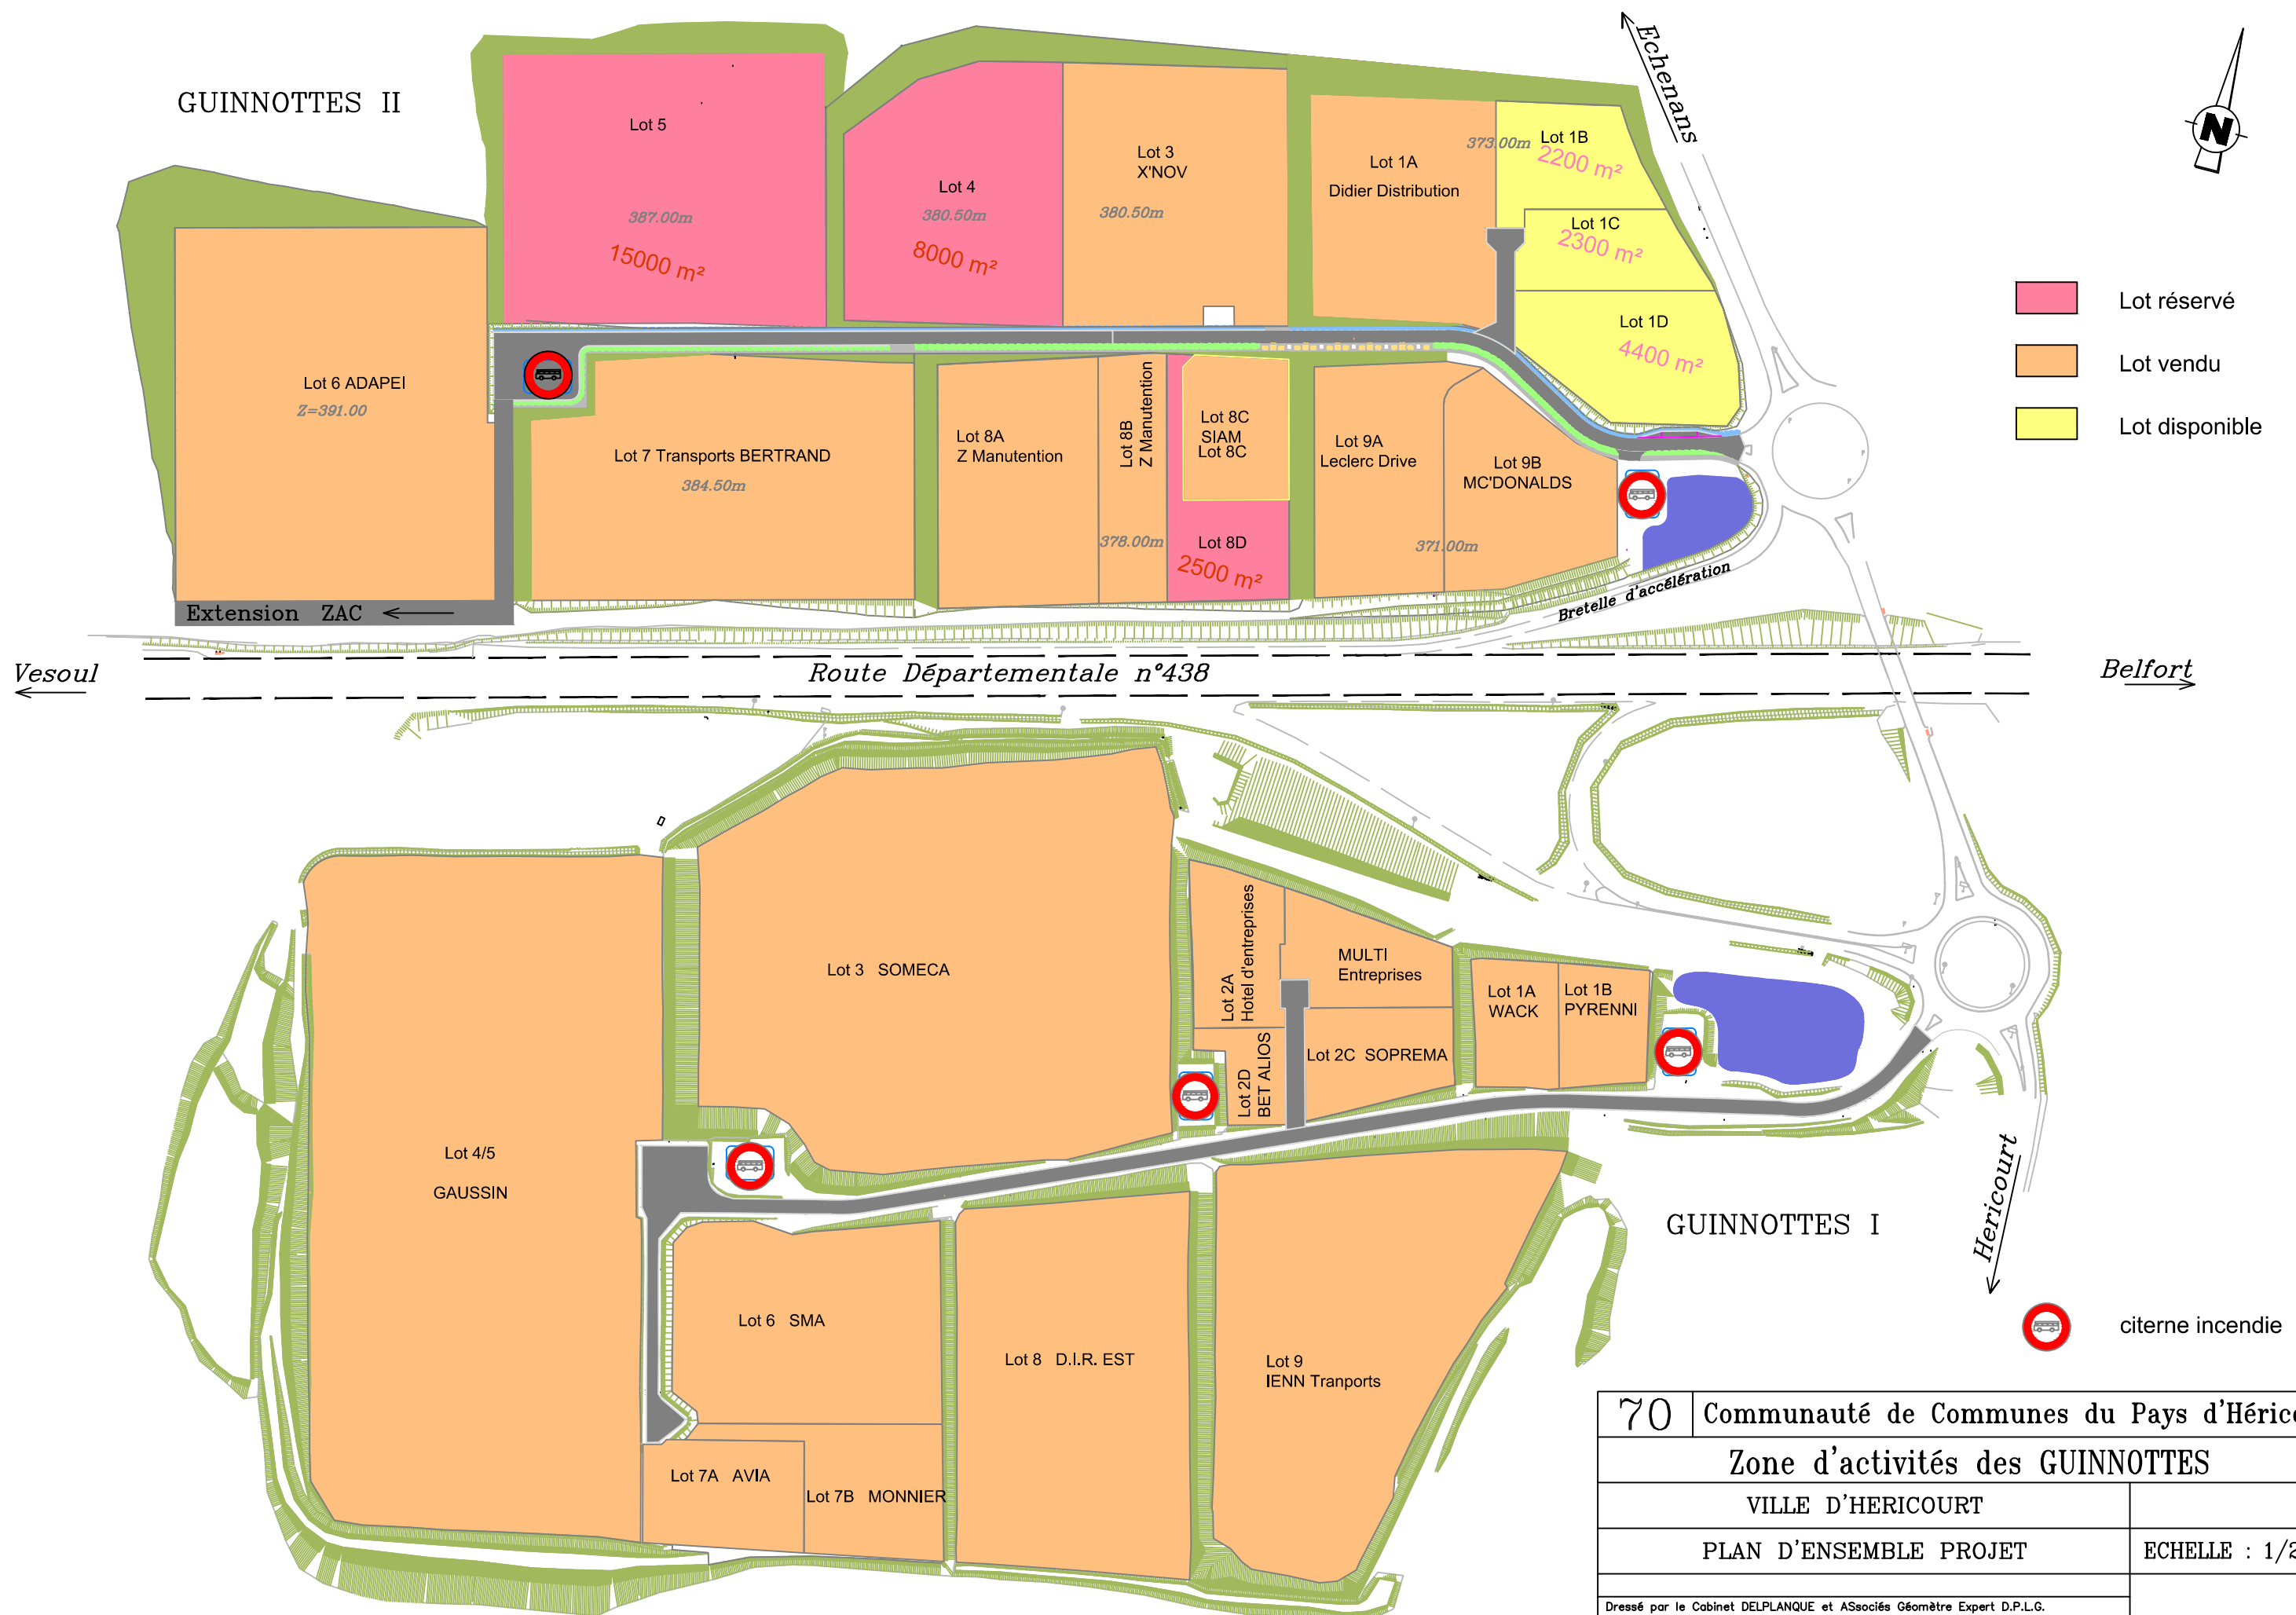 GUINNOTTES II
Echenans
N
Lot 5
387.00m
15000 m²
Lot 4
380.50m
8000 m²
Lot 3
X'NOV
380.50m
Lot 1A
Didier Distribution
373.00m
Lot 1B
2200 m²
Lot 1C
2300 m²
Lot 1D
4400 m²
Lot réservé
Lot vendu
Lot disponible
Lot 6 ADAPEI
Z=391.00
Lot 7 Transports BERTRAND
384.50m
Lot 8A
Z Manutention
Lot 8B
Z Manutention
378.00m
Lot 8C
SIAM
Lot 8C
Lot 8D
2500 m²
Lot 9A
Leclerc Drive
Lot 9B
MC'DONALDS
371.00m
Bretelle d'accélération
Extension ZAC
Vesoul
Route Départementale n°438
Belfort
Lot 3 SOMECA
Lot 2A
Hotel d'entreprises
MULTI
Entreprises
Lot 1A
WACK
Lot 1B
PYRENNI
Lot 2C SOPREMA
Lot 2D
BET ALIOS
Lot 4/5
GAUSSIN
Hericourt
GUINNOTTES I
Lot 6 SMA
Lot 8 D.I.R. EST
Lot 9
IENN Tranports
Lot 7A AVIA
Lot 7B MONNIER
citerne incendie
70 Communauté de Communes du Pays d'Héric
Zone d'activités des GUINNOTTES
VILLE D'HERICOURT
PLAN D'ENSEMBLE PROJET
ECHELLE : 1/2
Dressé par le Cabinet DELPLANQUE et ASsociés Géomètre Expert D.P.L.G.